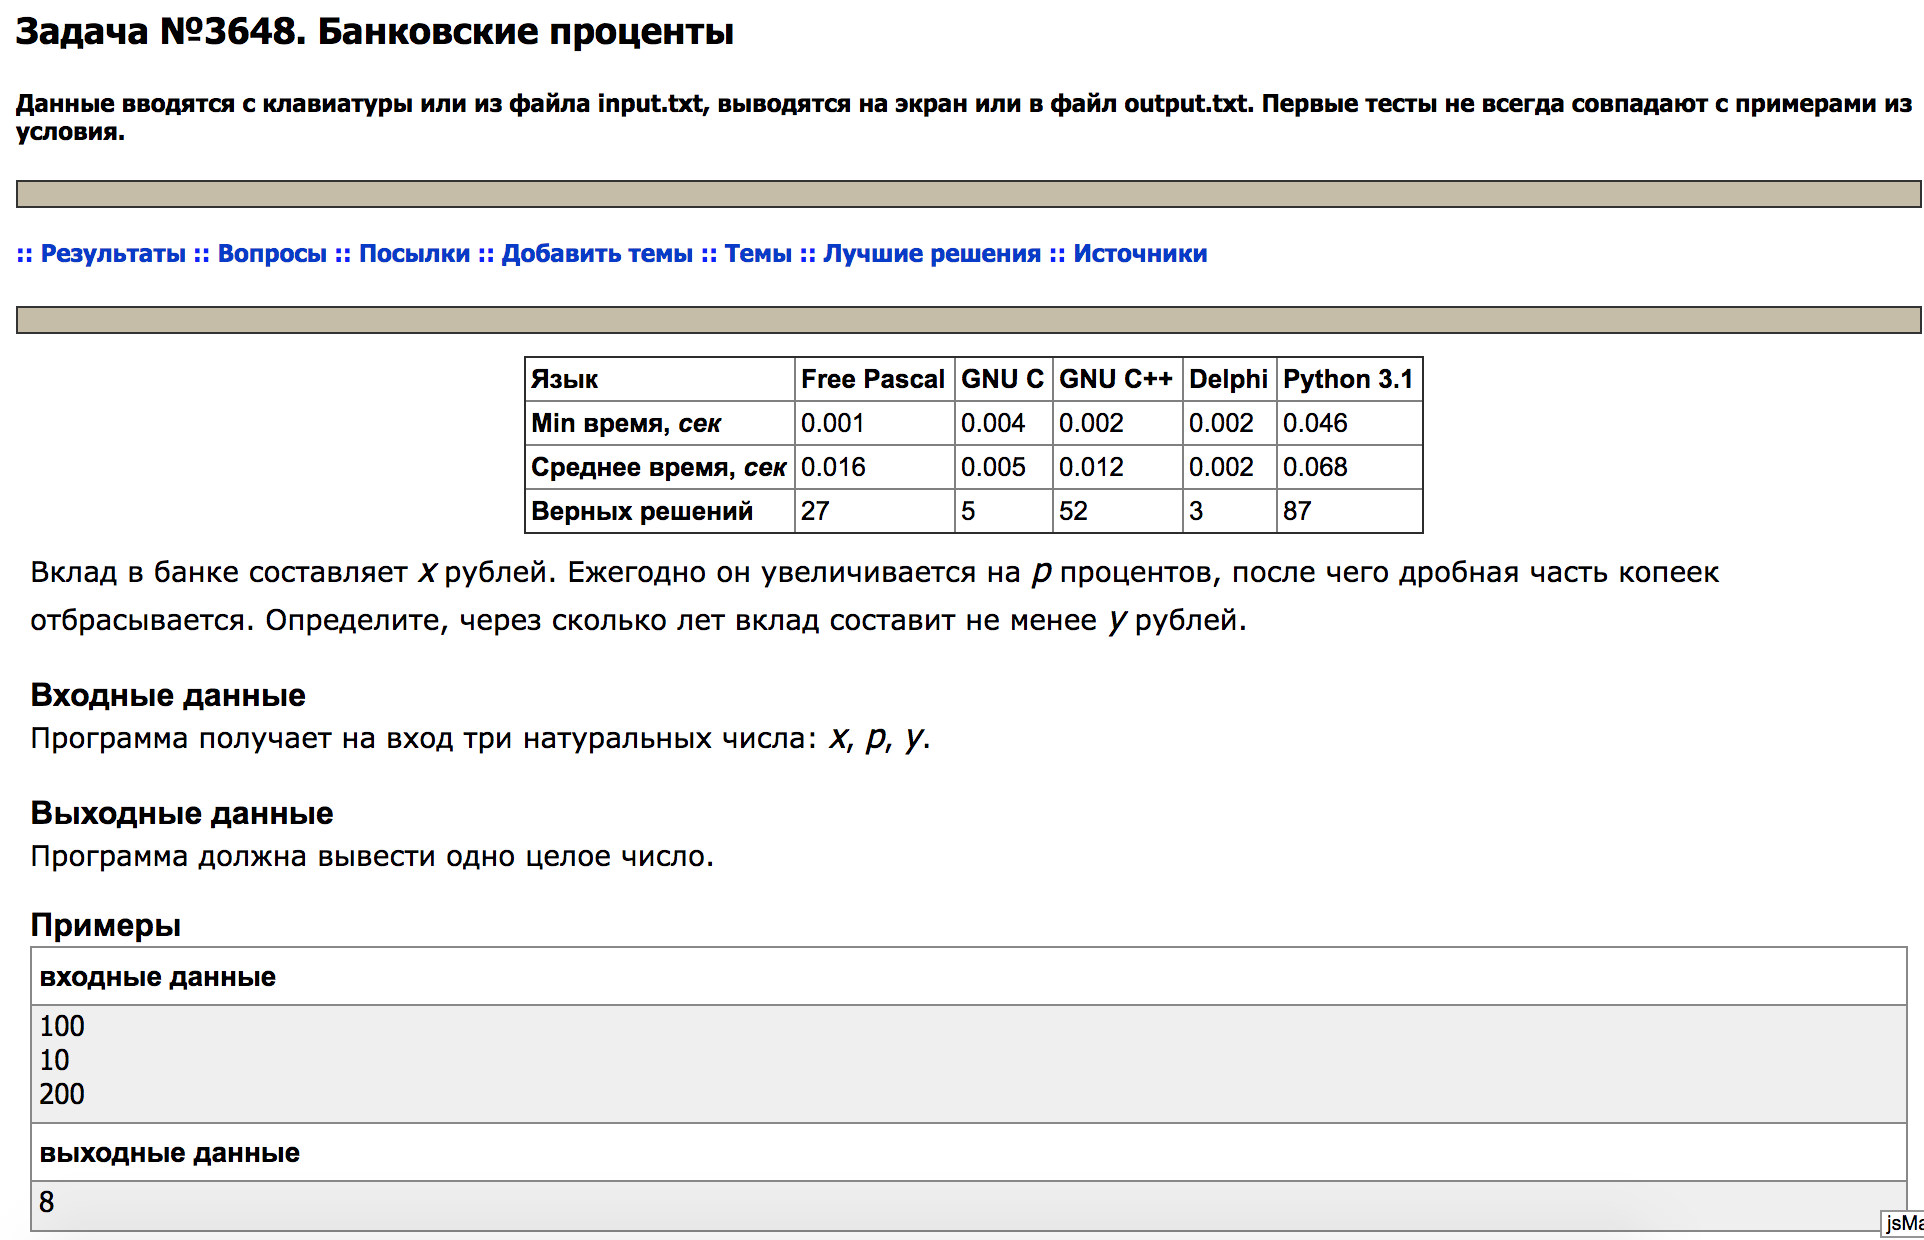 Задача №3648. Банковские проценты
Данные вводятся с клавиатуры или из файла input.txt, выводятся на экран или в файл output.txt. Первые тесты не всегда совпадают с примерами из
условия.
:: Результаты :: Вопросы :: Посылки :: Добавить темы :: Темы :: Лучшие решения :: Источники
Язык Free Pascal GNU C GNU C++ Delphi Python 3.1
Min время, сек 0.001 0.004 0.002 0.002 0.046
Среднее время, сек 0.016 0.005 0.012 0.002 0.068
Верных решений 27 5 52 3 87
Вклад в банке составляет x рублей. Ежегодно он увеличивается на p процентов, после чего дробная часть копеек
отбрасывается. Определите, через сколько лет вклад составит не менее y рублей.
Входные данные
Программа получает на вход три натуральных числа: x, p, y.
Выходные данные
Программа должна вывести одно целое число.
Примеры
входные данные
100
10
200
выходные данные
8